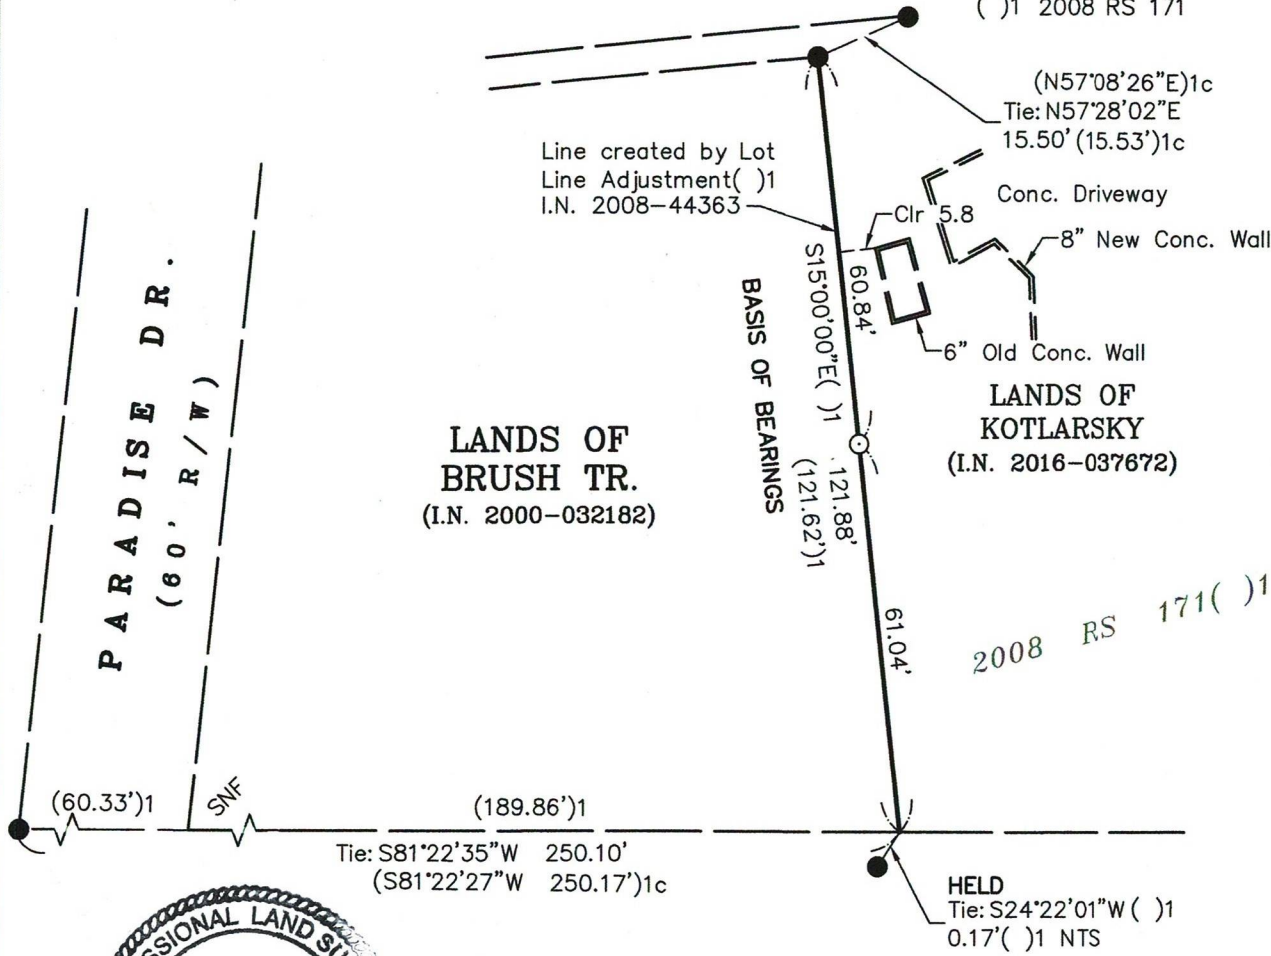 ( )1 2008 RS 171
(N57°08'26"E)1c
Tie: N57°28'02"E
15.50' (15.53')1c
Line created by Lot
Line Adjustment( )1
I.N. 2008-44363
Conc. Driveway
Clr 5.8
8" New Conc. Wall
6" Old Conc. Wall
S15°00'00"E( )1
60.84'
BASIS OF BEARINGS
121.88'
(121.62')1
61.04'
LANDS OF
KOTLARSKY
(I.N. 2016-037672)
LANDS OF
BRUSH TR.
(I.N. 2000-032182)
PARADISE DR.
(60' R/W)
2008 RS 171( )1
(60.33')1
SNF
(189.86')1
Tie: S81°22'35"W 250.10'
(S81°22'27"W 250.17')1c
HELD
Tie: S24°22'01"W ( )1
0.17'( )1 NTS
SSIONAL LAND SU